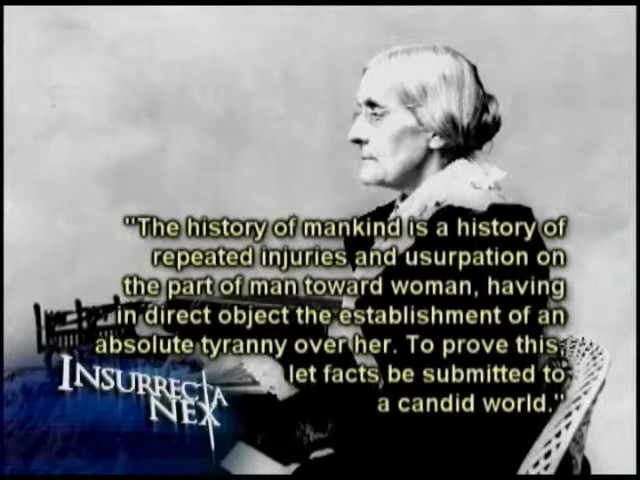 "The history of mankind is a history of
repeated injuries and usurpation on
the part of man toward woman, having
in direct object the establishment of an
absolute tyranny over her. To prove this,
let facts be submitted to
a candid world."
INSURRECTA
NEX